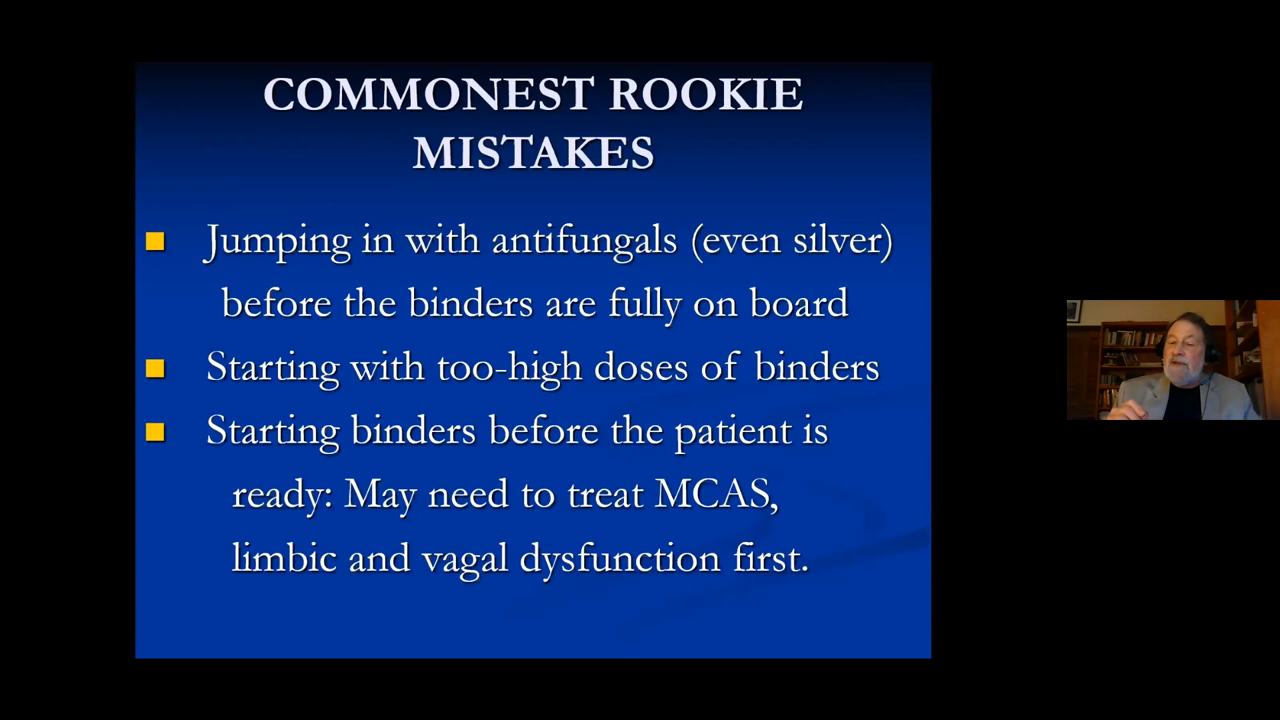 COMMONEST ROOKIE
MISTAKES
Jumping in with antifungals (even silver)
before the binders are fully on board
Starting with too-high doses of binders
Starting binders before the patient is
ready: May need to treat MCAS,
limbic and vagal dysfunction first.